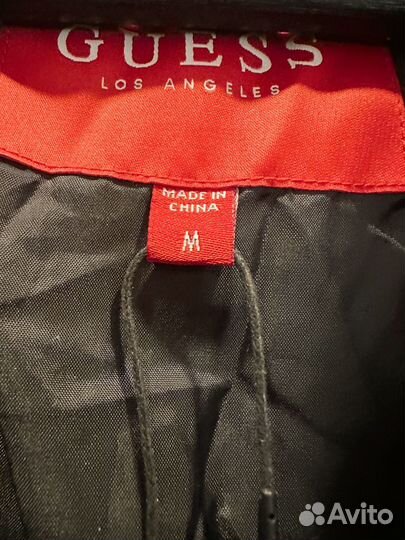 GUESS
LOS ANGELES
MADE IN
CHINA
M
Avito